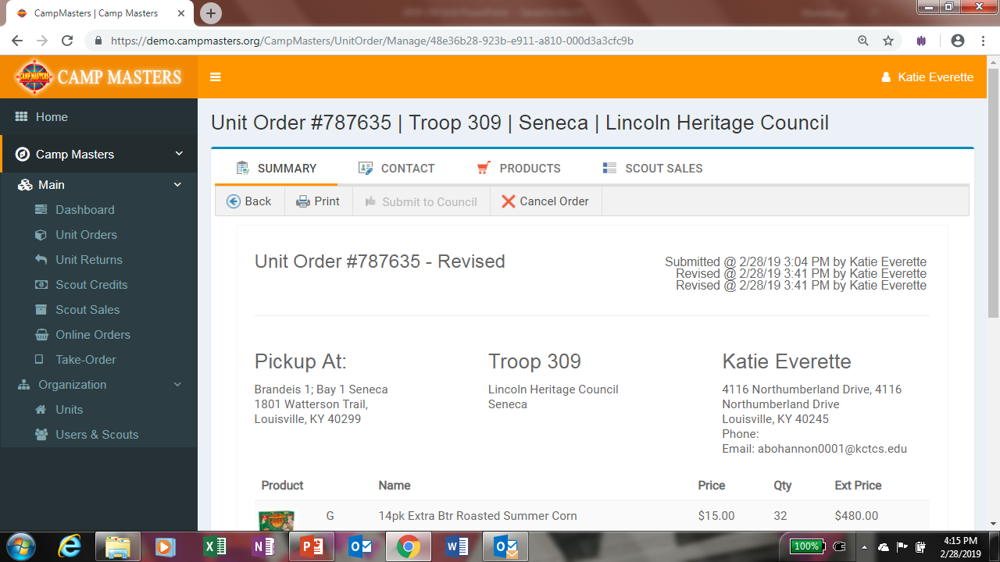 CampMasters | Camp Masters
https://demo.campmasters.org/CampMasters/UnitOrder/Manage/48e36b28-923b-e911-a810-000d3a3cfc9b
CAMP MASTERS
CAMP MASTERS
Katie Everette
Home
Camp Masters
Main
Dashboard
Unit Orders
Unit Returns
Scout Credits
Scout Sales
Online Orders
Take-Order
Organization
Units
Users & Scouts
Unit Order #787635 | Troop 309 | Seneca | Lincoln Heritage Council
SUMMARY CONTACT PRODUCTS SCOUT SALES
Back Print Submit to Council Cancel Order
Unit Order #787635 - Revised
Submitted @ 2/28/19 3:04 PM by Katie Everette
Revised @ 2/28/19 3:41 PM by Katie Everette
Revised @ 2/28/19 3:41 PM by Katie Everette
Pickup At:
Brandeis 1; Bay 1 Seneca
1801 Watterson Trail,
Louisville, KY 40299
Troop 309
Lincoln Heritage Council
Seneca
Katie Everette
4116 Northumberland Drive, 4116
Northumberland Drive
Louisville, KY 40245
Phone:
Email: abohannon0001@kctcs.edu
Product Name Price Qty Ext Price
G 14pk Extra Btr Roasted Summer Corn $15.00 32 $480.00
100%
4:15 PM
2/28/2019